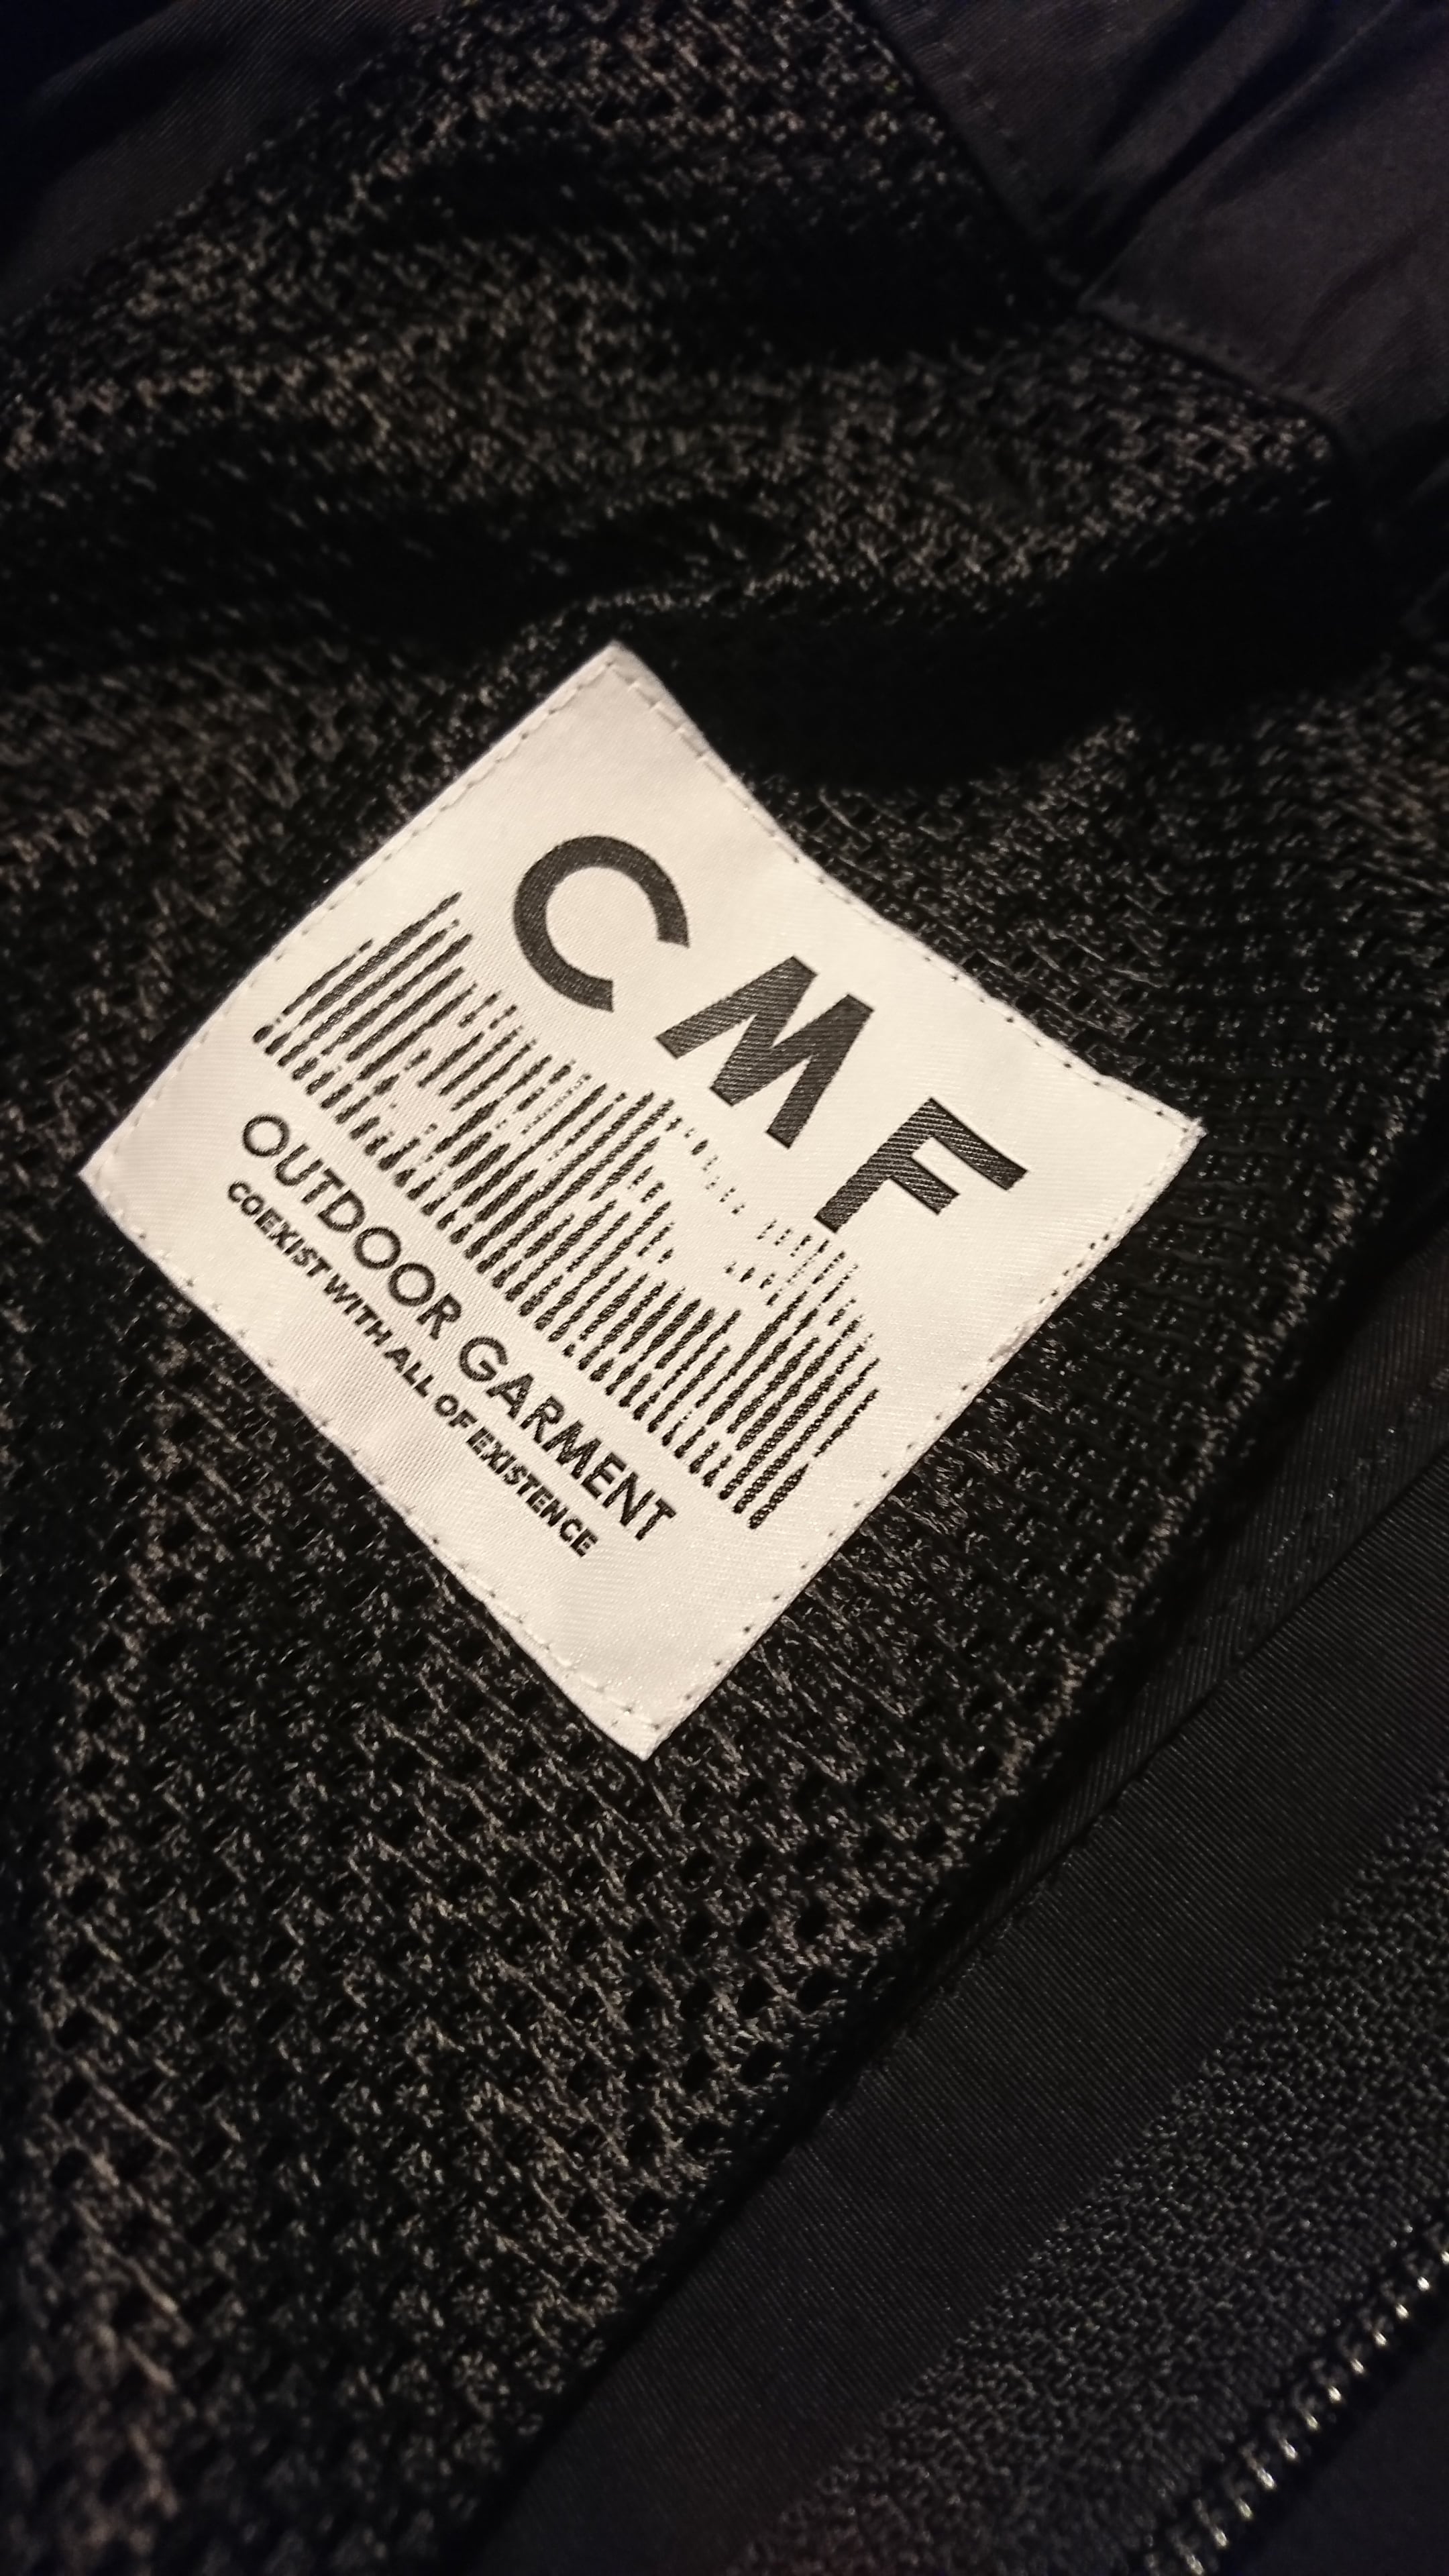 CMF
OUTDOOR GARMENT
COEXIST WITH ALL OF EXISTENCE